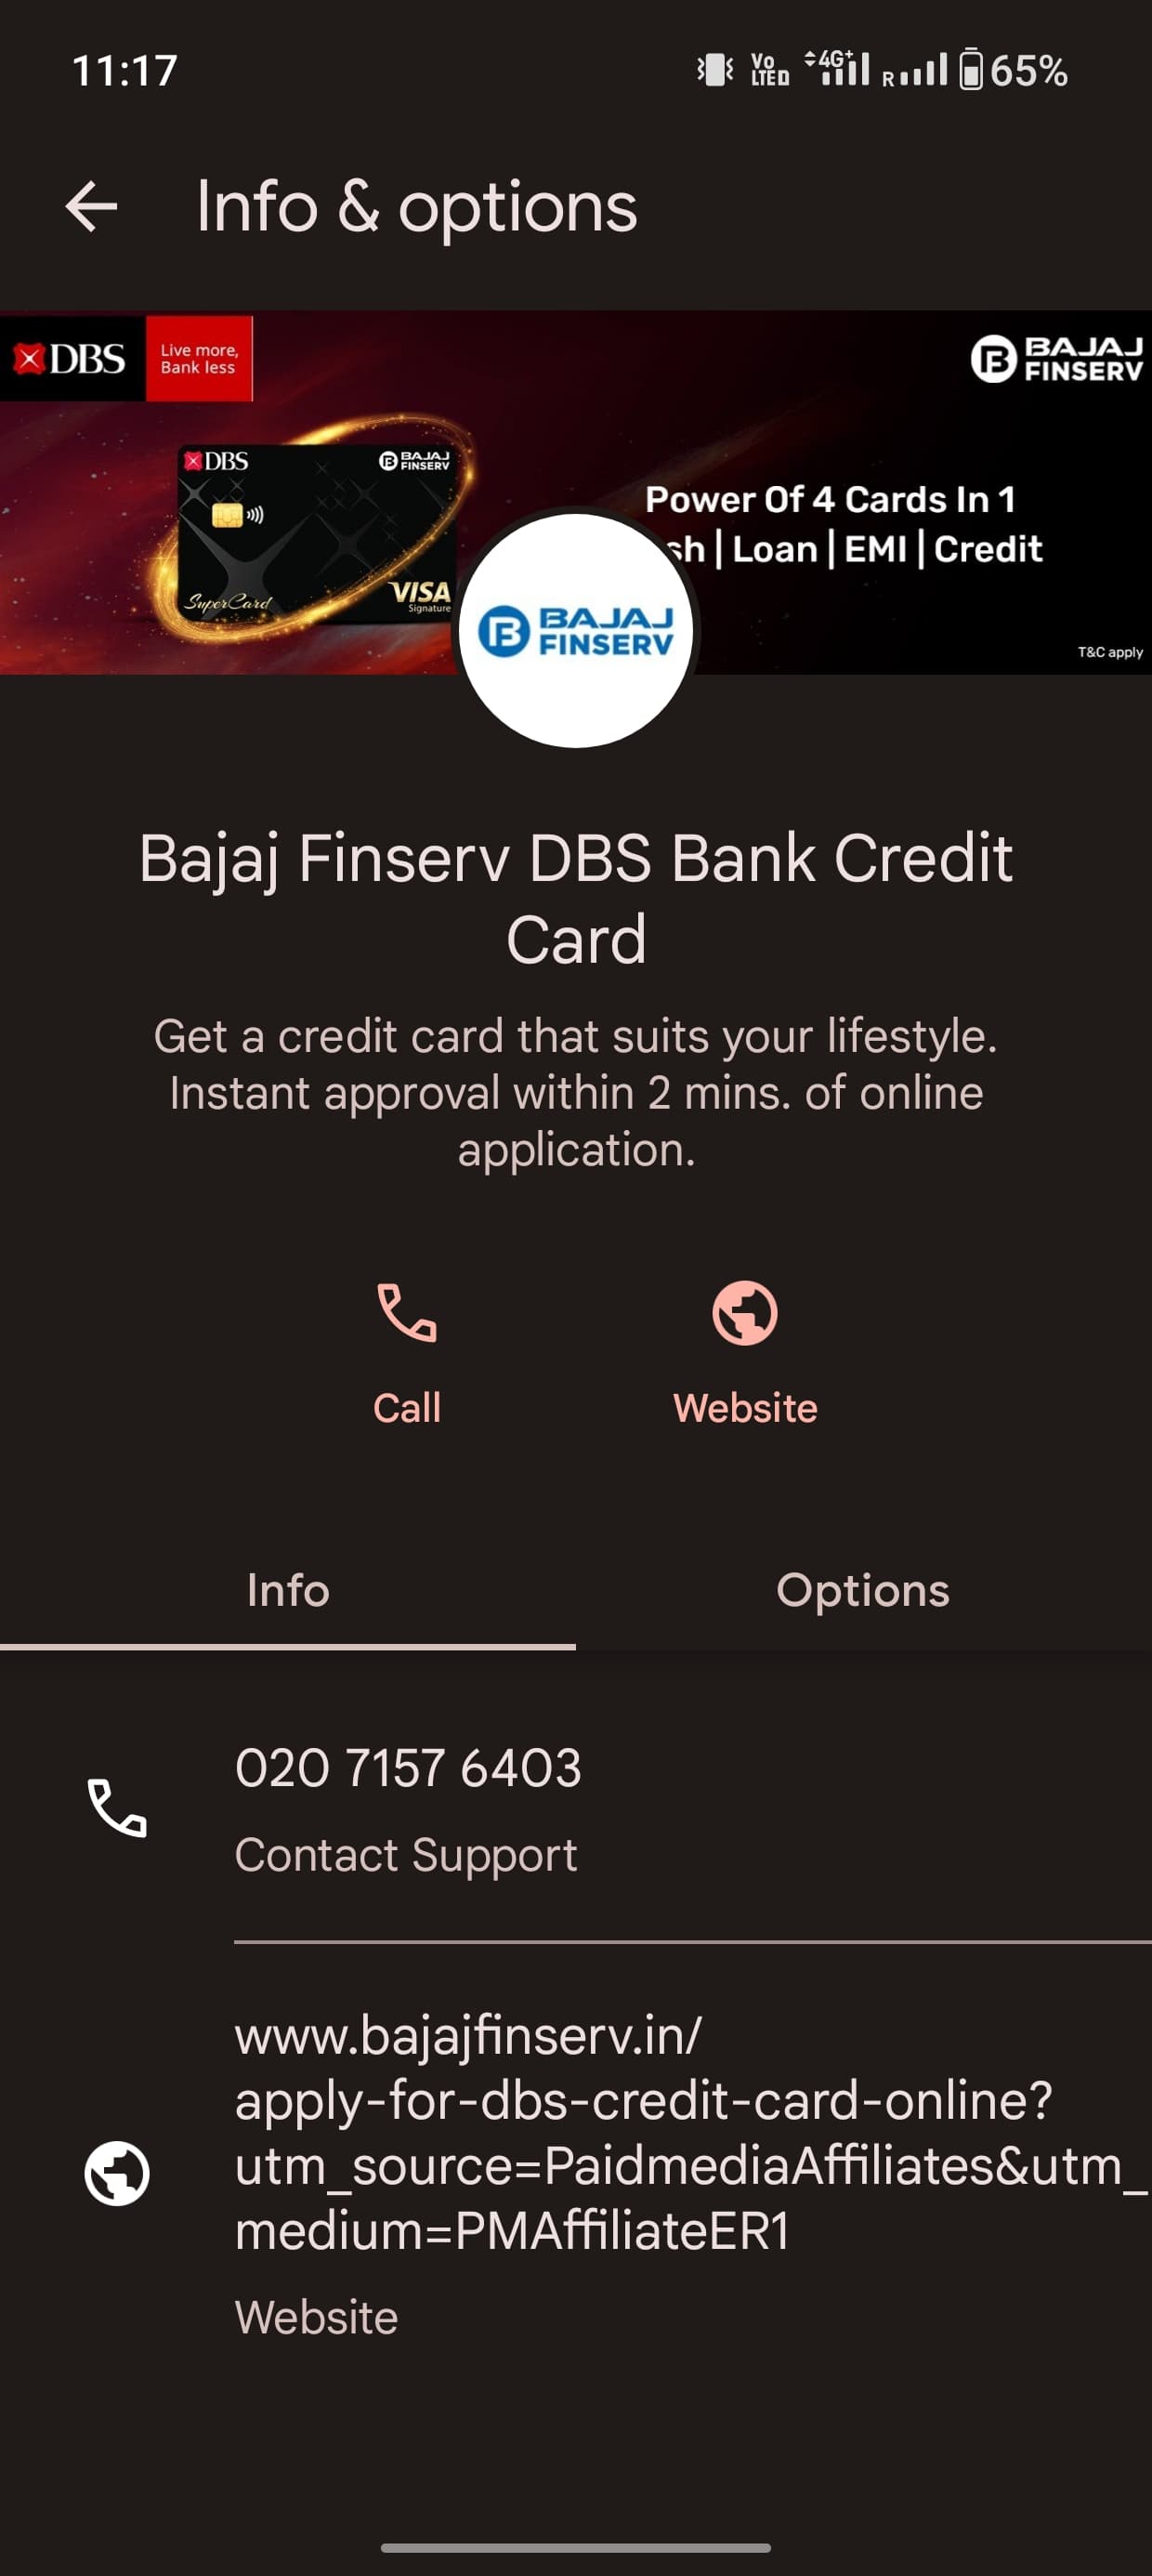 11:17
Vo
LTE
4G+
R
65%
Info & options
DBS
Live more,
Bank less
BAJAJ
FINSERV
DBS
BAJAJ
FINSERV
SuperCard
VISA
Signature
Power Of 4 Cards In 1
| Loan | EMI | Credit
T&C apply
BAJAJ
FINSERV
Bajaj Finserv DBS Bank Credit
Card
Get a credit card that suits your lifestyle.
Instant approval within 2 mins. of online
application.
Call
Website
Info
Options
020 7157 6403
Contact Support
www.bajajfinserv.in/
apply-for-dbs-credit-card-online?
utm_source=PaidmediaAffiliates&utm_
medium=PMAffiliateER1
Website